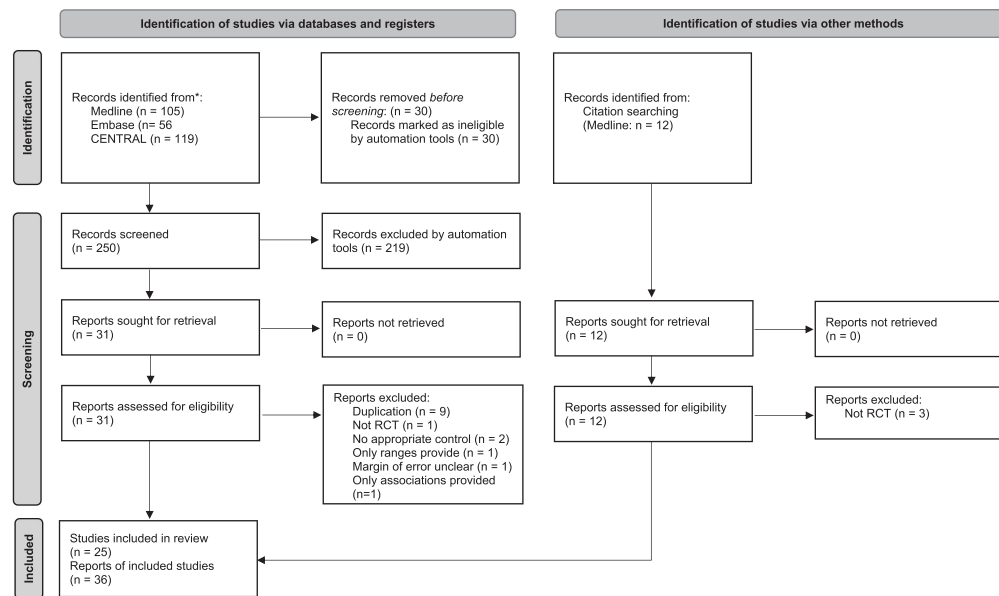 Identification of studies via databases and registers
Identification of studies via other methods
Identification
Records identified from*:
Medline (n = 105)
Embase (n= 56
CENTRAL (n = 119)
Records removed before
screening: (n = 30)
Records marked as ineligible
by automation tools (n = 30)
Records identified from:
Citation searching
(Medline: n = 12)
Screening
Records screened
(n = 250)
Records excluded by automation
tools (n = 219)
Reports sought for retrieval
(n = 31)
Reports not retrieved
(n = 0)
Reports sought for retrieval
(n = 12)
Reports not retrieved
(n = 0)
Reports assessed for eligibility
(n = 31)
Reports excluded:
Duplication (n = 9)
Not RCT (n = 1)
No appropriate control (n = 2)
Only ranges provide (n = 1)
Margin of error unclear (n = 1)
Only associations provided
(n=1)
Reports assessed for eligibility
(n = 12)
Reports excluded:
Not RCT (n = 3)
Included
Studies included in review
(n = 25)
Reports of included studies
(n = 36)